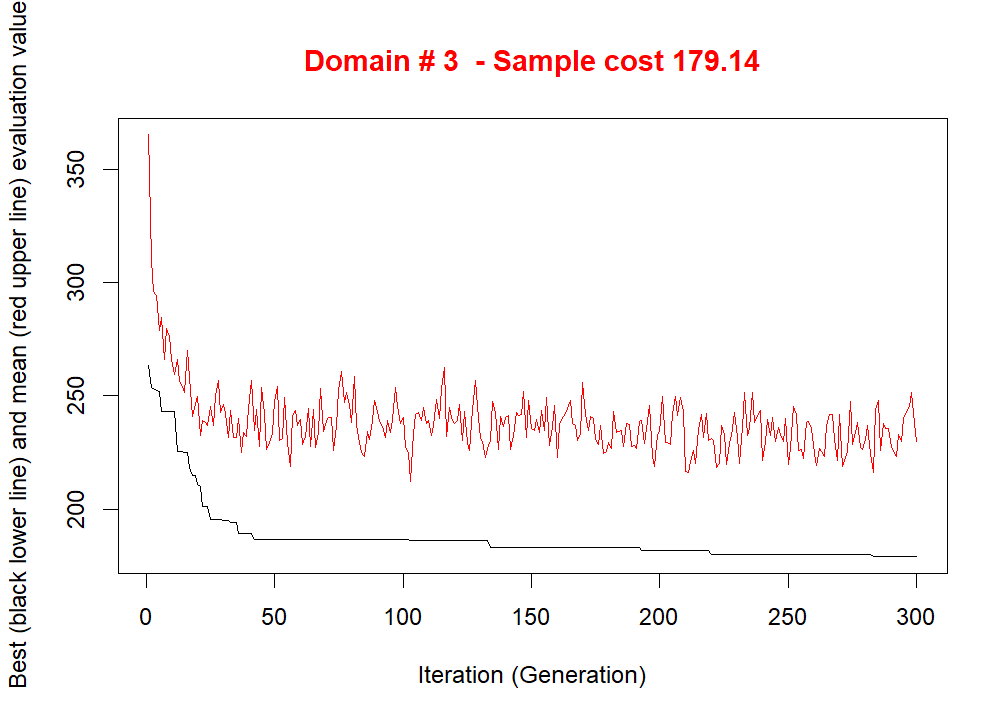 Domain # 3  - Sample cost 179.14
Best (black lower line) and mean (red upper line) evaluation value
350
300
250
200
0 50 100 150 200 250 300
Iteration (Generation)